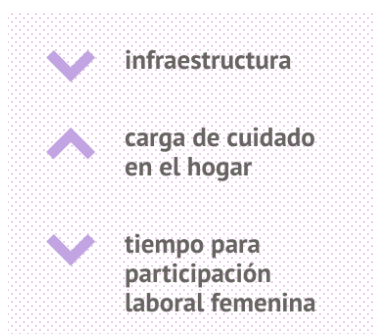 infraestructura
carga de cuidado
en el hogar
tiempo para
participación
laboral femenina